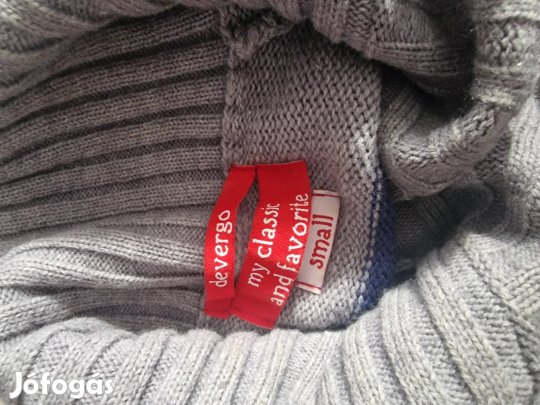 devergo
my classic
and favorite
small
Jófogás